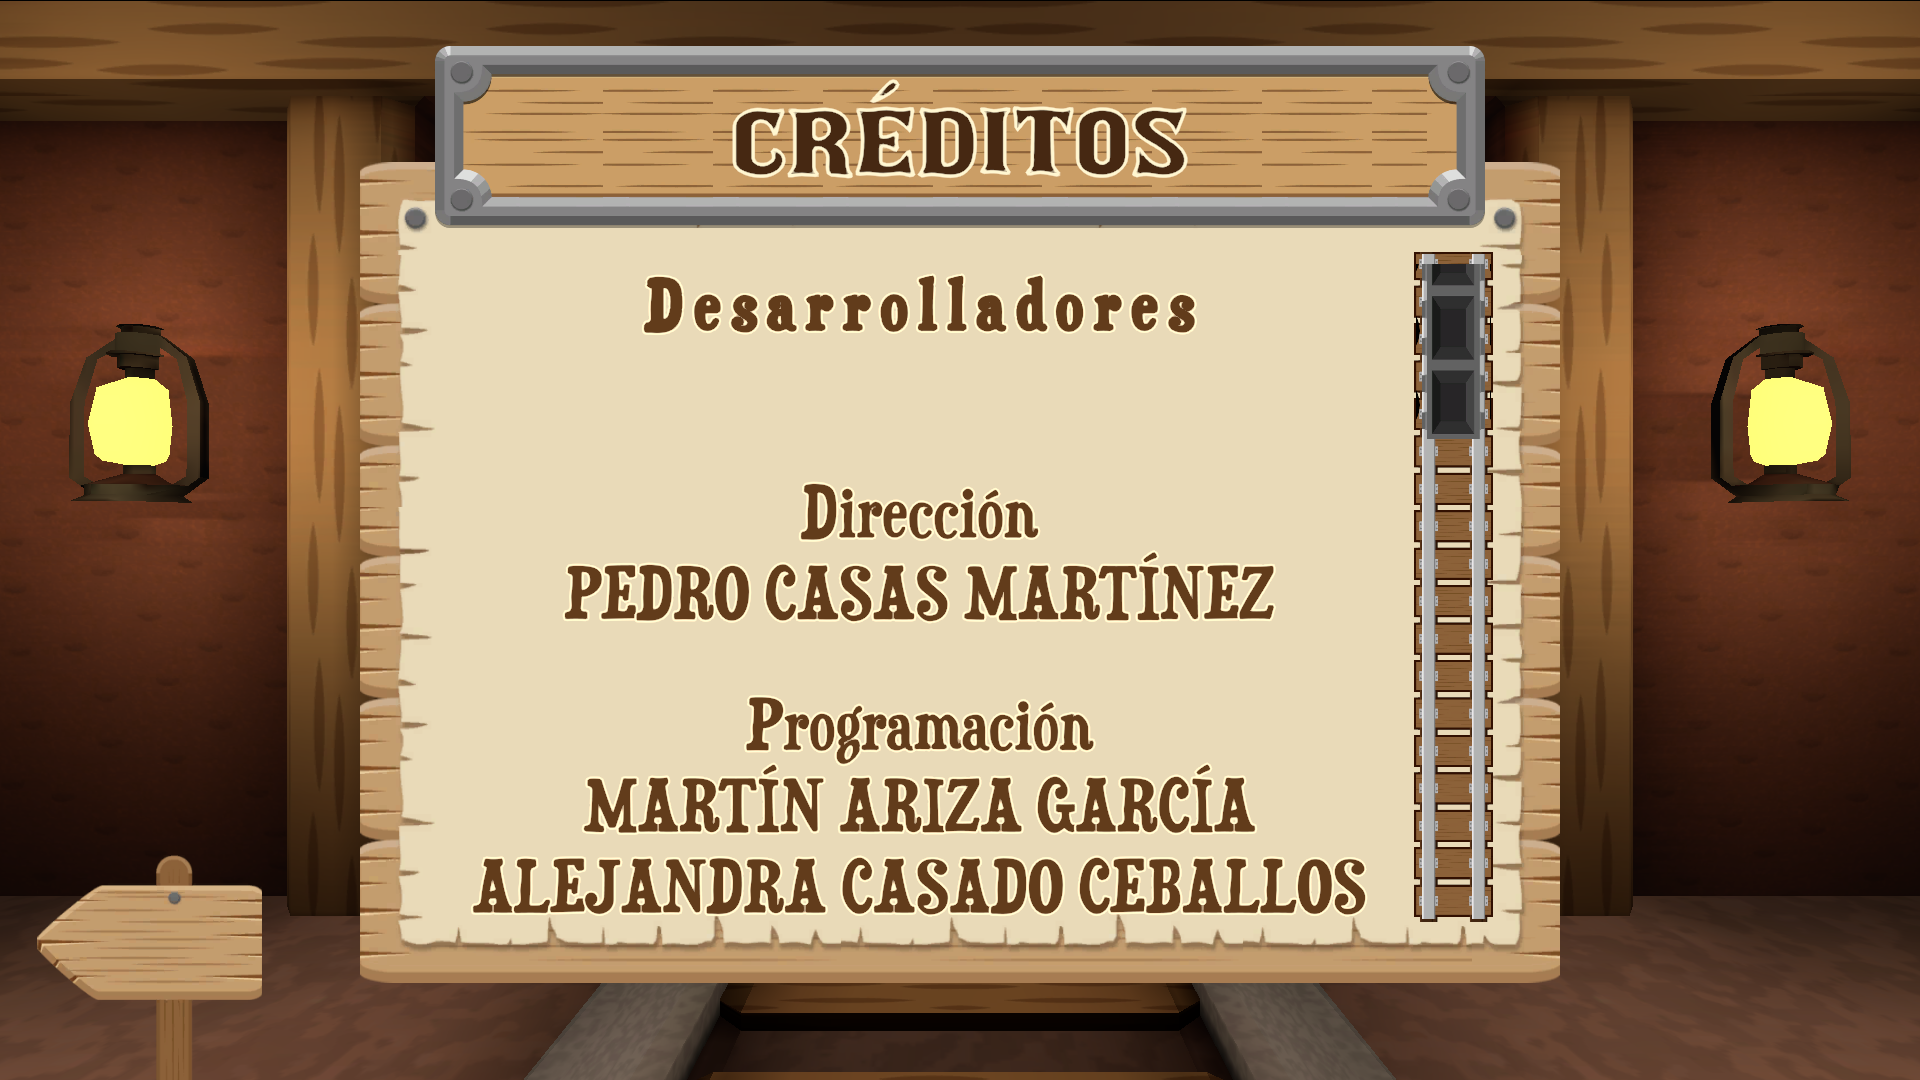 CRÉDITOS
Desarrolladores
Dirección
PEDRO CASAS MARTÍNEZ
Programación
MARTÍN ARIZA GARCÍA
ALEJANDRA CASADO CEBALLOS